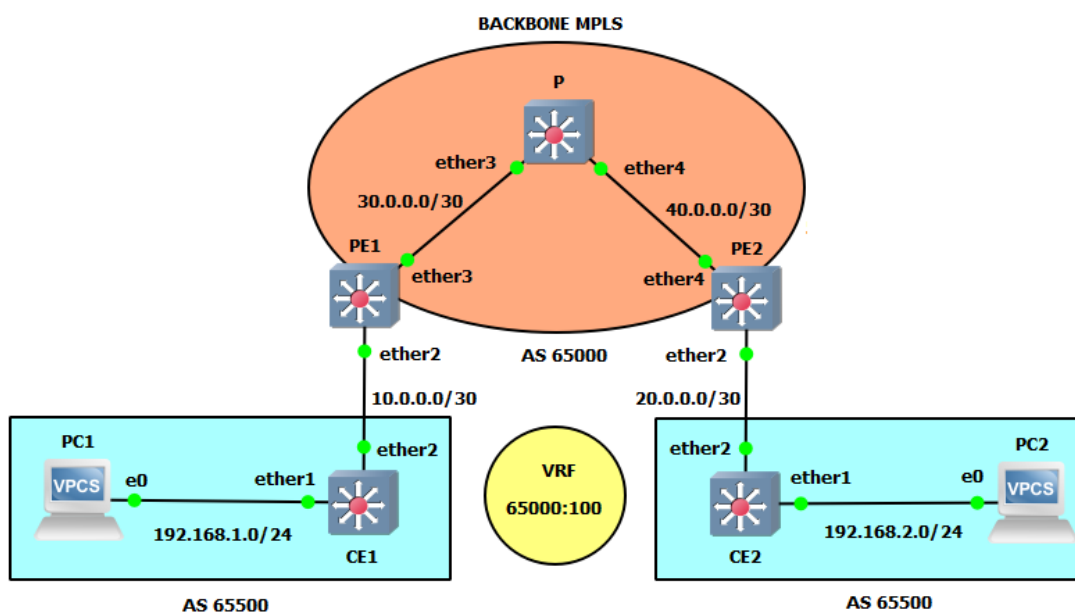 BACKBONE MPLS
P
ether3
ether4
30.0.0.0/30
40.0.0.0/30
PE1
PE2
ether3
ether4
ether2
AS 65000
ether2
10.0.0.0/30
20.0.0.0/30
PC1
ether2
VPCS
e0
ether1
192.168.1.0/24
CE1
AS 65500
VRF
65000:100
ether2
ether1
e0
PC2
VPCS
192.168.2.0/24
CE2
AS 65500